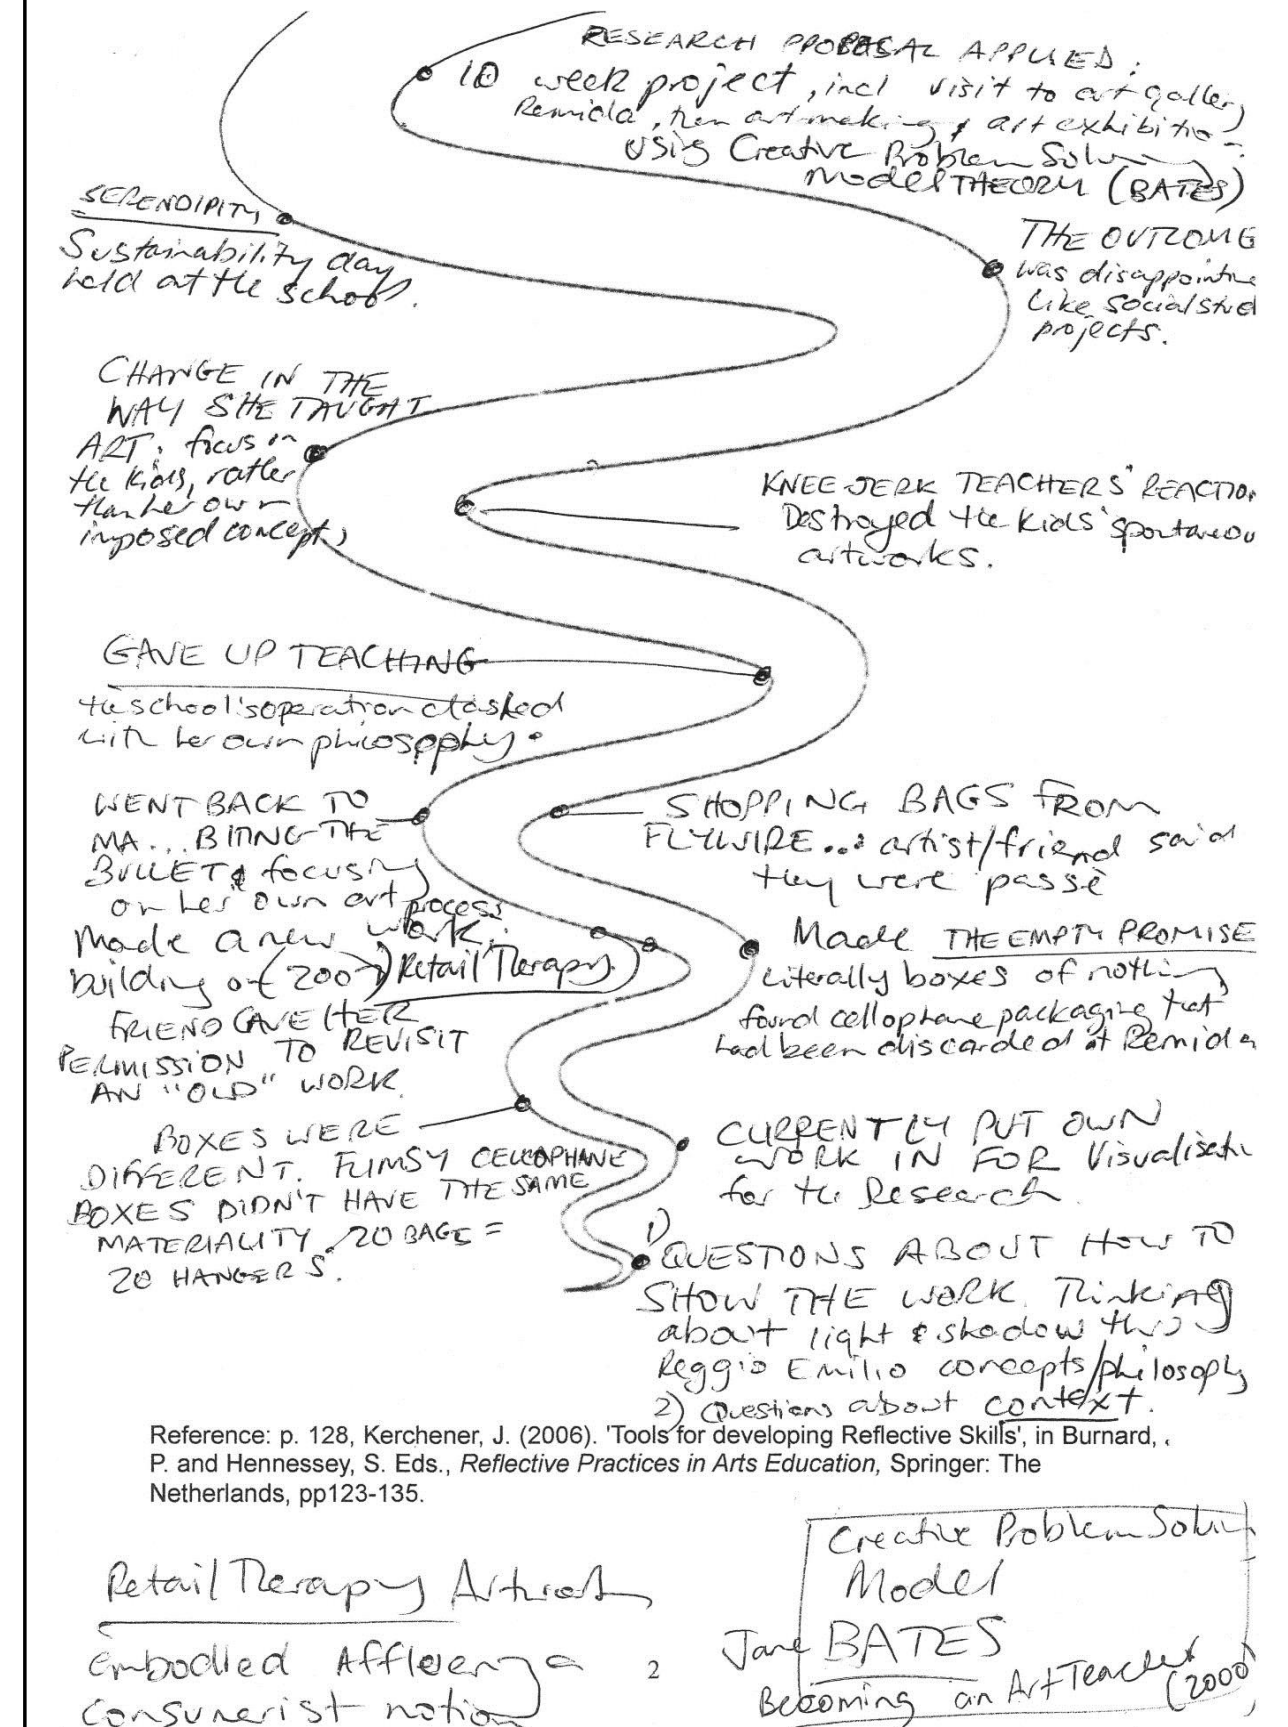 RESEARCH PROPOSAL APPLIED:
10 week project, incl visit to art gallery
Remida, then art making & art exhibition
using Creative Problem Solving
Model THEORY (BATES)
SERENDIPITY
Sustainability day
held at the school.
THE OUTCOME
was disappointing
like social stud
projects.
CHANGE IN THE
WAY SHE TAUGHT
ART: focus on
the kids, rather
than her own
imposed concepts
KNEE-JERK TEACHERS' REACTION
Destroyed the kids' spontaneou
artworks.
GAVE UP TEACHING
the school's operation clashed
with her own philosophy.
WENT BACK TO
MA... BITING THE
BULLET & focusing
on her own art process
Made a new work.
building on (2007) Retail Therapy.
FRIEND GAVE HER
PERMISSION TO REVISIT
AN "OLD" WORK.
SHOPPING BAGS FROM
FLYWIRE... artist/friend said
they were passé
Made THE EMPTY PROMISE
Literally boxes of nothing
found cellophane packaging that
had been discarded at Remida
BOXES WERE
DIFFERENT. FLIMSY CELLOPHANE
BOXES DIDN'T HAVE THE SAME
MATERIALITY. 20 BAGS =
20 HANGERS.
CURRENTLY PUT OWN
WORK IN FOR Visualisati
for the Research
1)
QUESTIONS ABOUT HOW TO
SHOW THE WORK. Thinking
about light & shadow thro
Reggio Emilio concepts/philosophy
2) Questions about context.
Reference: p. 128, Kerchener, J. (2006). 'Tools for developing Reflective Skills', in Burnard,
P. and Hennessey, S. Eds., Reflective Practices in Arts Education, Springer: The
Netherlands, pp123-135.
Retail Therapy Artwork
embodied Affluenza
consumerist notion
2
Creative Problem Solving
Model
Jane BATES
Becoming an Art Teacher (2000)